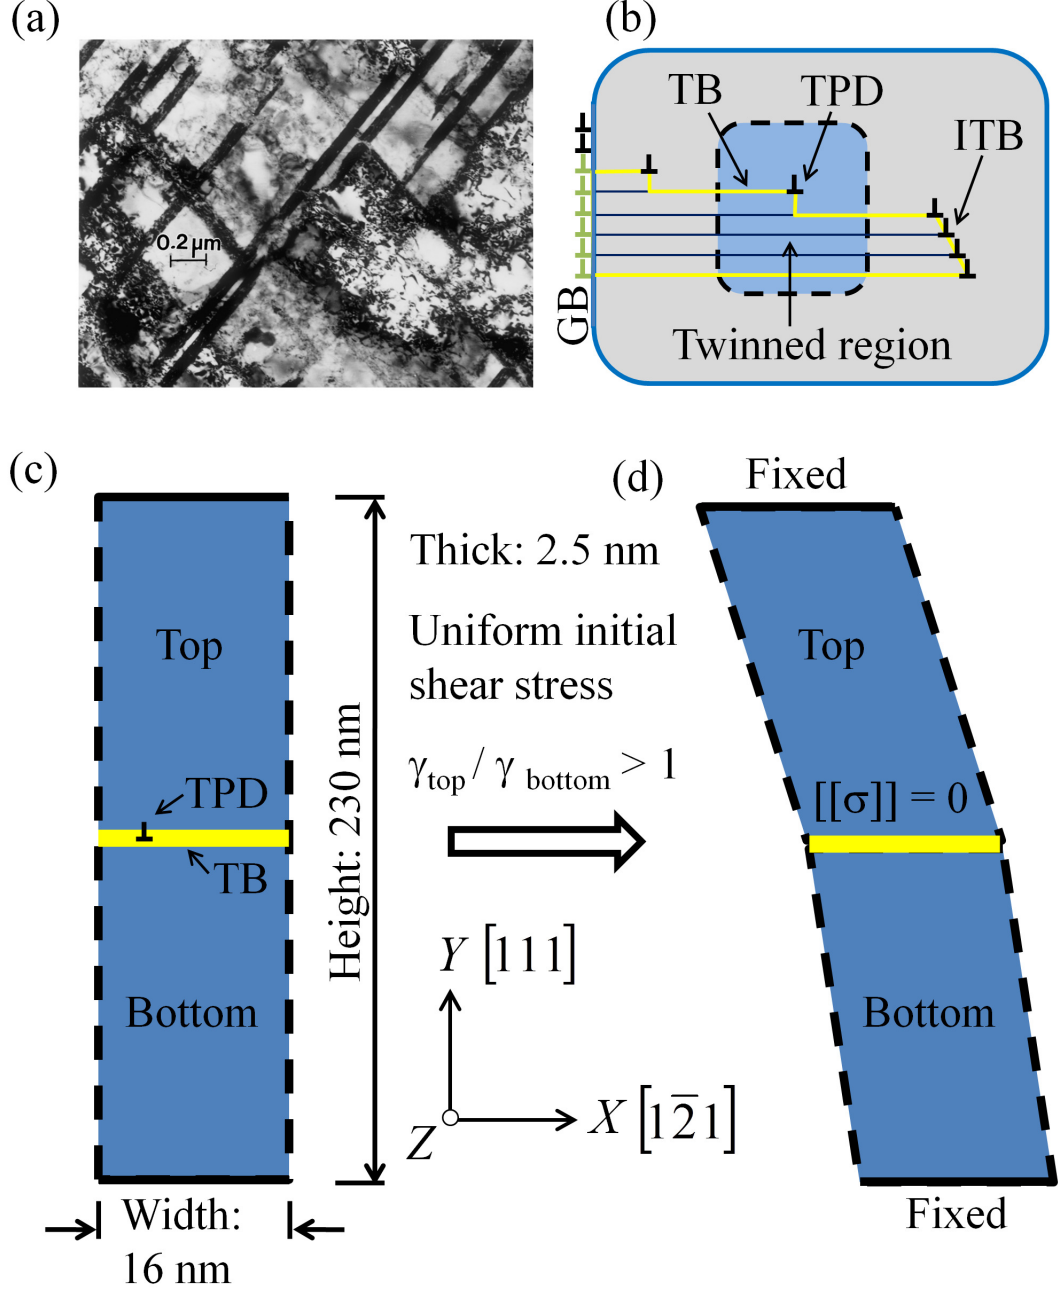 (a)
0.2 μm
(b)
TB
TPD
ITB
GB
Twinned region
(c)
Top
TPD
TB
Bottom
Width:
16 nm
Height: 230 nm
Thick: 2.5 nm
Uniform initial
shear stress
γtop / γ bottom > 1
Y [111]
X [12̅1]
Z
(d)
Fixed
Top
[[σ]] = 0
Bottom
Fixed